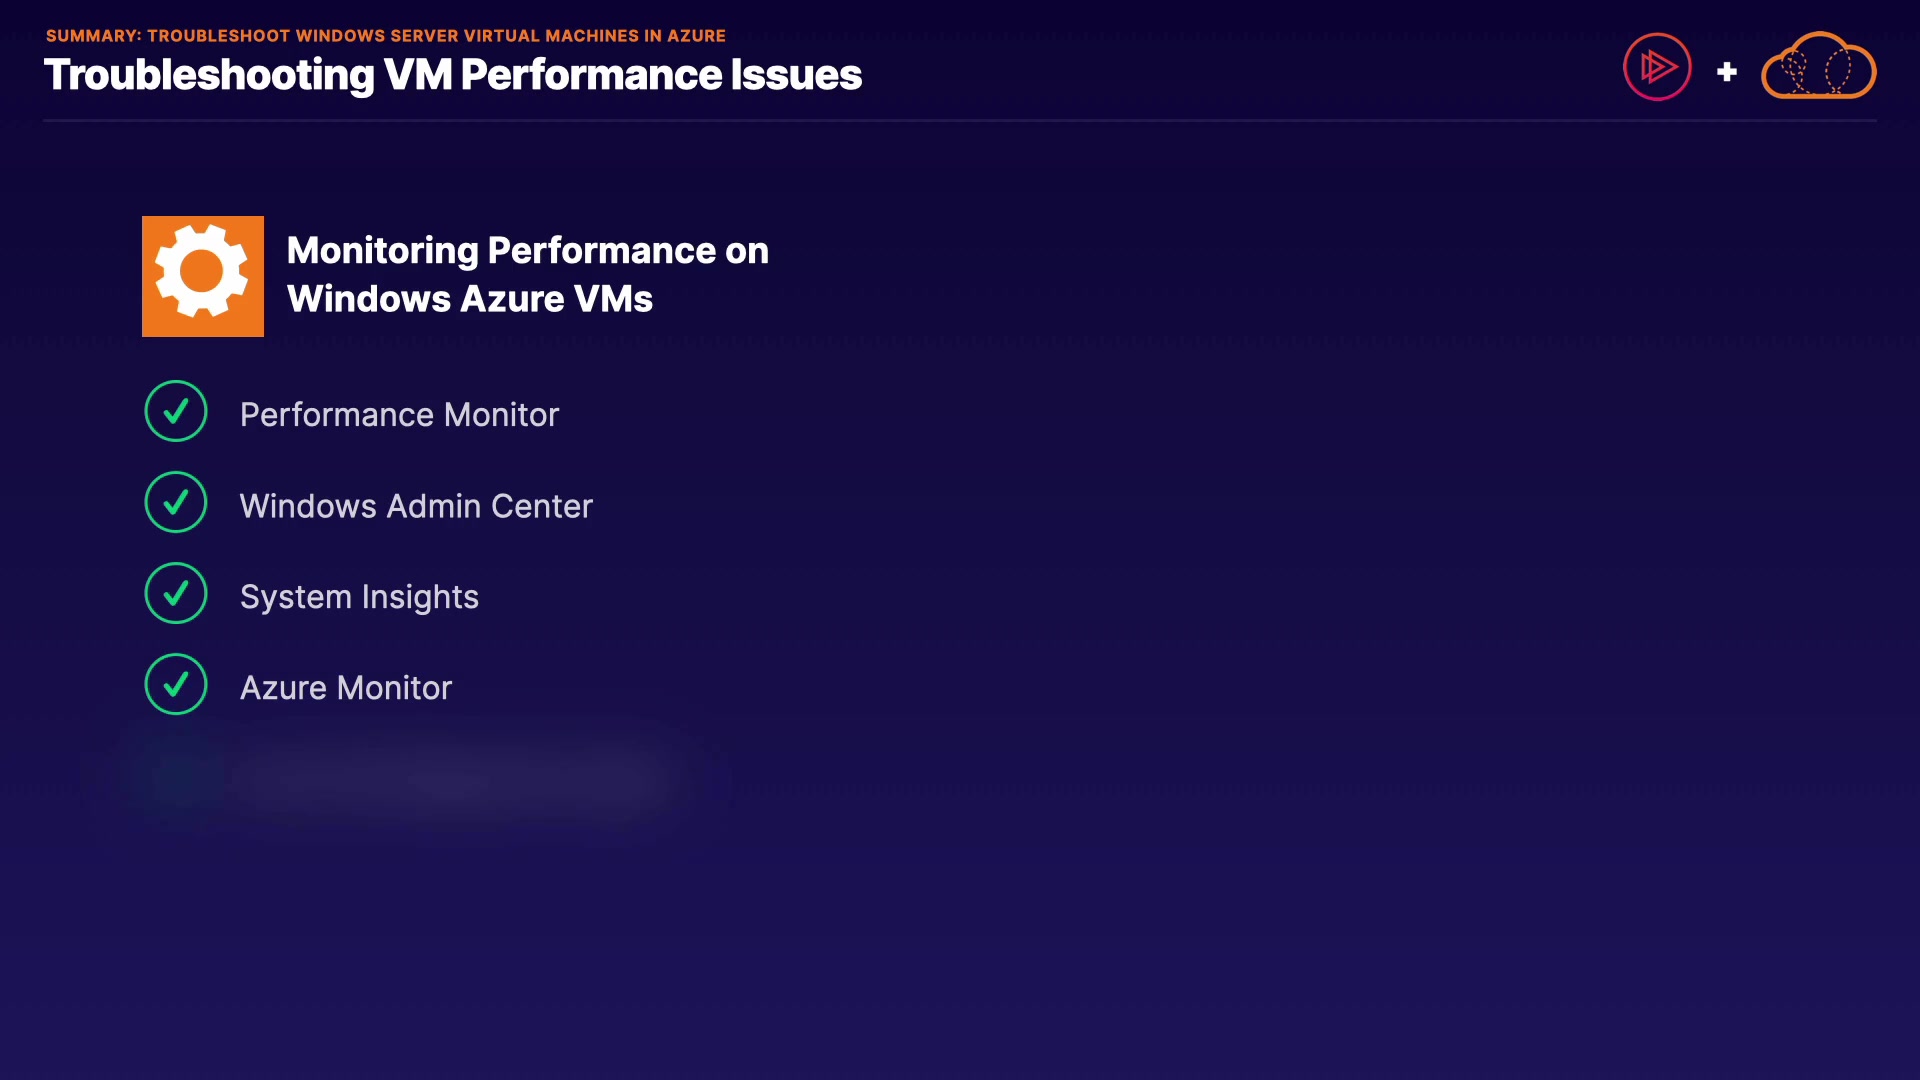 SUMMARY: TROUBLESHOOT WINDOWS SERVER VIRTUAL MACHINES IN AZURE
Troubleshooting VM Performance Issues
+
Monitoring Performance on
Windows Azure VMs
Performance Monitor
Windows Admin Center
System Insights
Azure Monitor